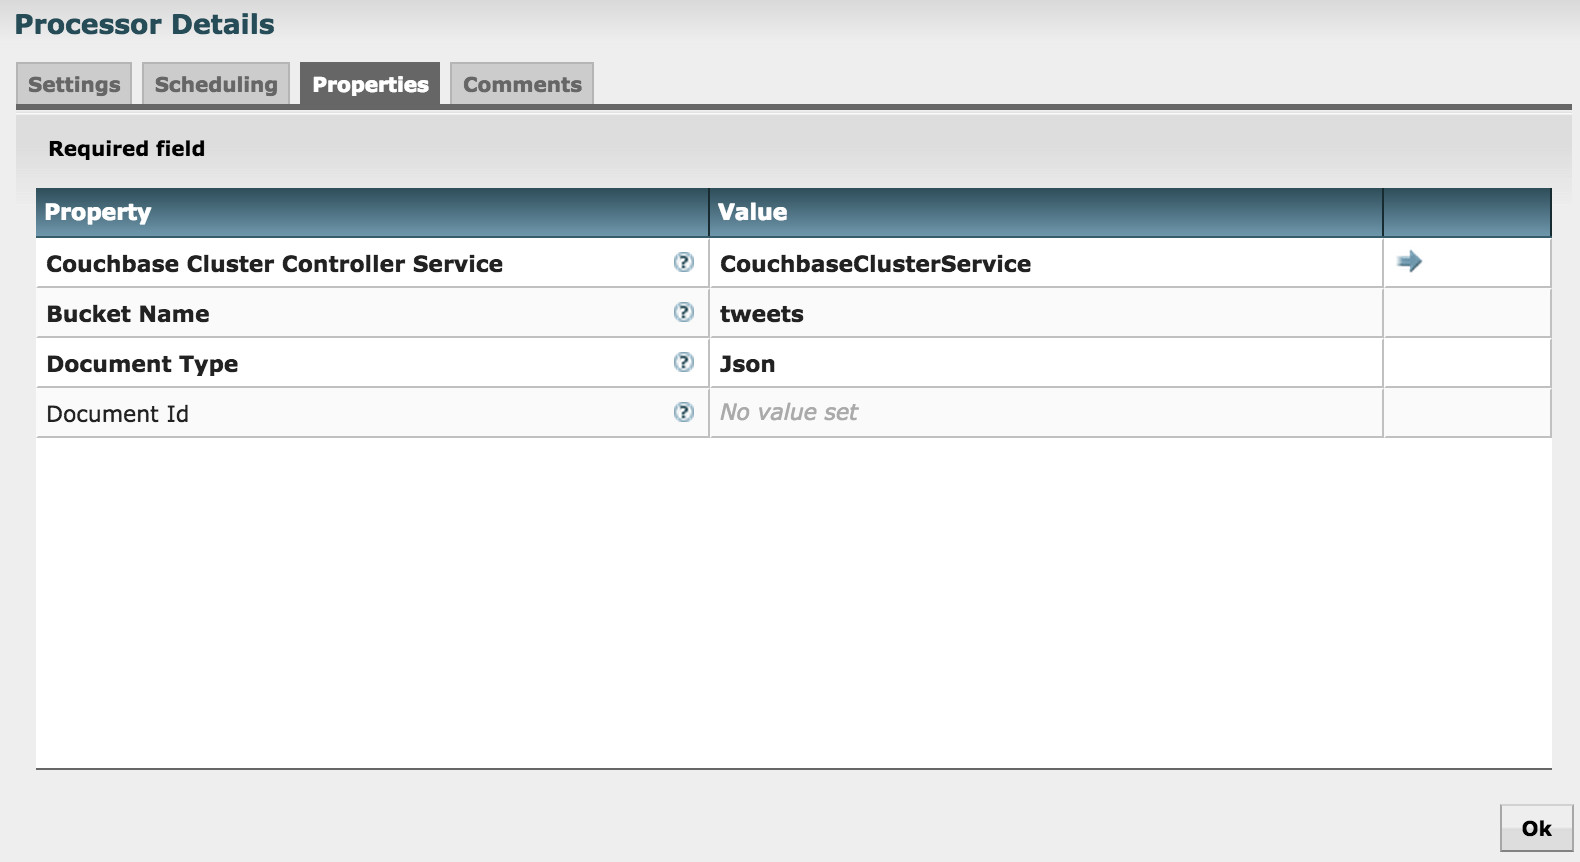 Processor Details
Settings Scheduling Properties Comments
Required field
Property Value
Couchbase Cluster Controller Service ? CouchbaseClusterService
Bucket Name ? tweets
Document Type ? Json
Document Id ? No value set
Ok